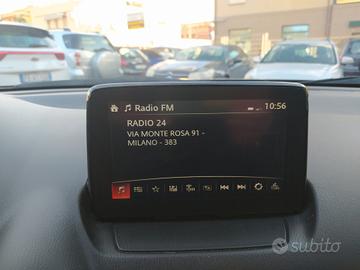 Radio FM 10:56
RADIO 24
VIA MONTE ROSA 91 -
MILANO - 383
subito